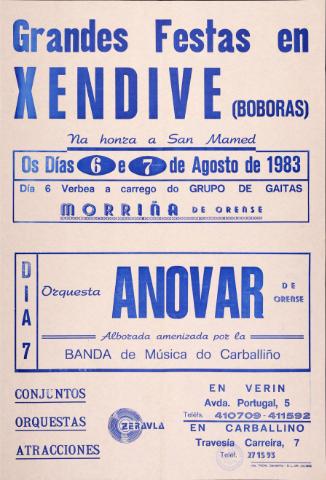 Grandes Festas en
XENDIVE (BOBORAS)
Na honra a San Mamed
Os Días 6 e 7 de Agosto de 1983
Día 6 Verbea a carrego do GRUPO DE GAITAS
MORRIÑA DE ORENSE
DIA 7
Orquesta ANOVAR DE ORENSE
Alborada amenizada por la
BANDA de Música do Carballiño
CONJUNTOS
ORQUESTAS
ATRACCIONES
ZERAVLA
EN VERIN
Avda. Portugal, 5
Teléfs. 410709-411592
EN CARBALLINO
Travesía Carreira, 7
Teléf. 271593